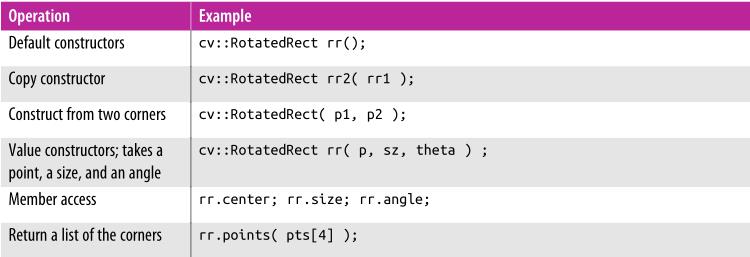 Operation Example
Default constructors cv::RotatedRect rr();
Copy constructor cv::RotatedRect rr2( rr1 );
Construct from two corners cv::RotatedRect( p1, p2 );
Value constructors; takes a cv::RotatedRect rr( p, sz, theta ) ;
point, a size, and an angle
Member access rr.center; rr.size; rr.angle;
Return a list of the corners rr.points( pts[4] );